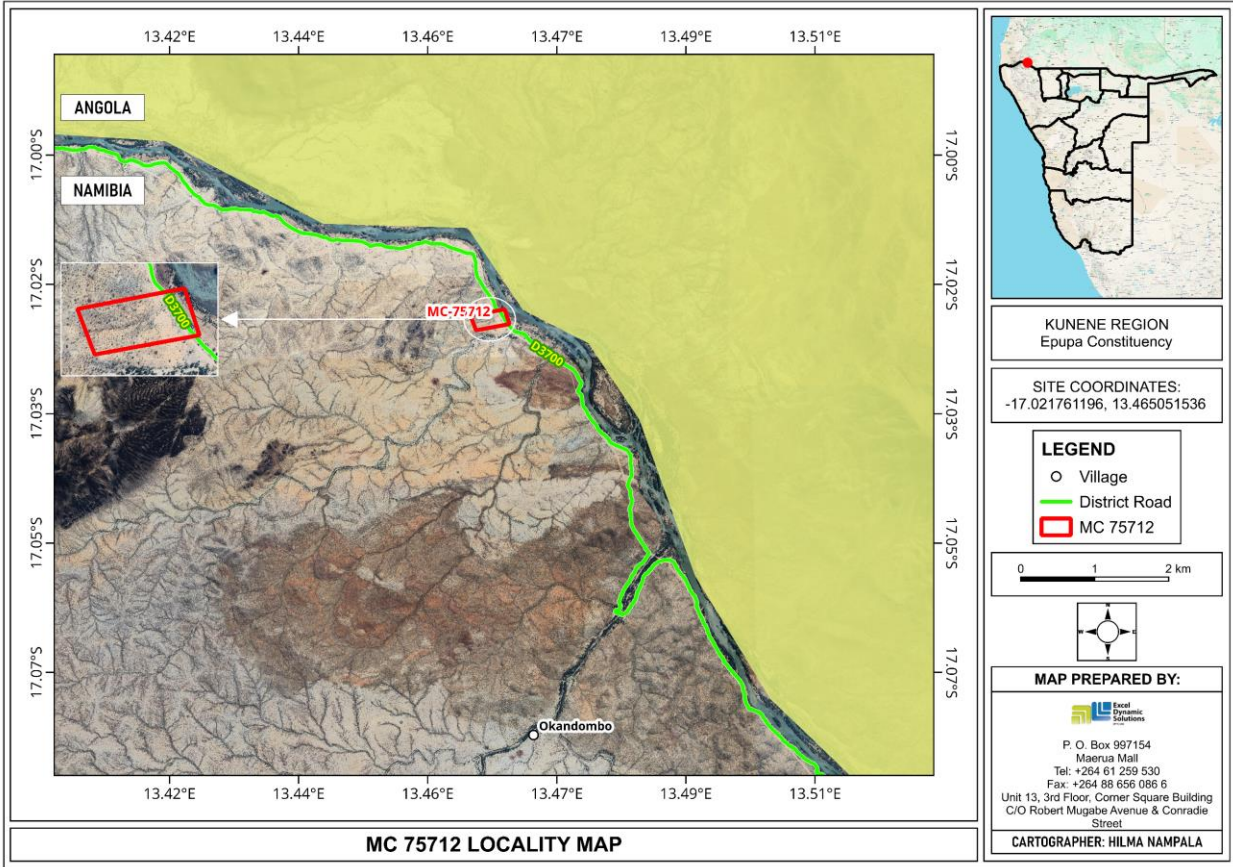 13.42°E 13.44°E 13.46°E 13.47°E 13.49°E 13.51°E
ANGOLA
NAMIBIA
17.00°S
17.02°S
17.03°S
17.05°S
17.07°S
17.00°S
17.02°S
17.03°S
17.05°S
17.07°S
D3700
MC-75712
D3700
Okandombo
13.42°E 13.44°E 13.46°E 13.47°E 13.49°E 13.51°E
MC 75712 LOCALITY MAP
KUNENE REGION
Epupa Constituency
SITE COORDINATES:
-17.021761196, 13.465051536
LEGEND
Village
District Road
MC 75712
0 1 2 km
N
W E
S
MAP PREPARED BY:
Excel
Dynamic
Solutions
P. O. Box 997154
Maerua Mall
Tel: +264 61 259 530
Fax: +264 88 656 086 6
Unit 13, 3rd Floor, Corner Square Building
C/O Robert Mugabe Avenue & Conradie
Street
CARTOGRAPHER: HILMA NAMPALA